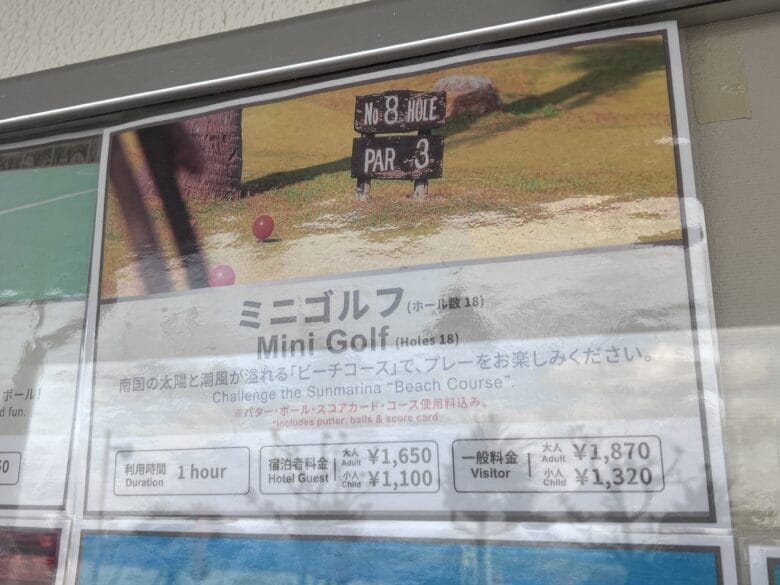 No 8 HOLE
PAR 3
ミニゴルフ(ホール数 18)
Mini Golf (Holes 18)
南国の太陽と潮風が溢れる「ビーチコース」で、プレーをお楽しみください。
Challenge the Sunmarina "Beach Course".
※パター・ボール・スコアカード・コース使用料込み。
*includes putter, balls & score card
利用時間
Duration
1 hour
宿泊者料金
Hotel Guest
大人
Adult
¥1,650
小人
Child
¥1,100
一般料金
Visitor
大人
Adult
¥1,870
小人
Child
¥1,320
ボール!
d fun.
50